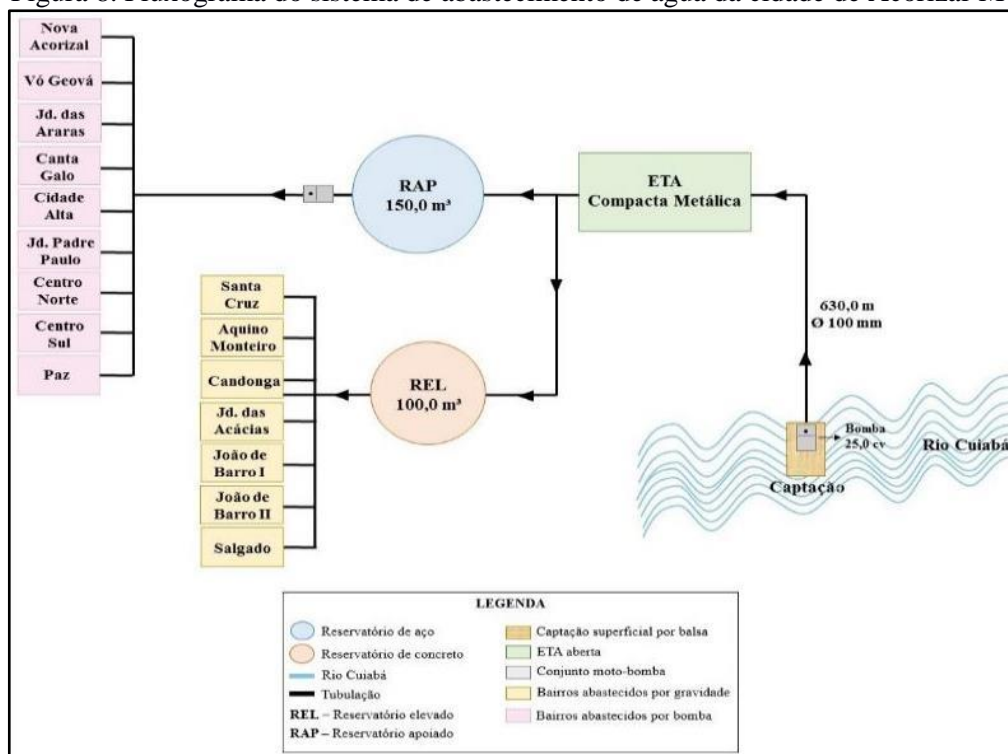 Figura 6. Fluxograma do sistema de abastecimento de água da cidade de Acorizal-M
Nova
Acorizal
Vó Geová
Jd. das
Araras
Canta
Galo
Cidade
Alta
Jd. Padre
Paulo
Centro
Norte
Centro
Sul
Paz
RAP
150,0 m³
ETA
Compacta Metálica
630,0 m
Ø 100 mm
Santa
Cruz
Aquino
Monteiro
Candonga
Jd. das
Acácias
João de
Barro I
João de
Barro II
Salgado
REL
100,0 m³
Bomba
25,0 cv
Rio Cuiabá
Captação
LEGENDA
Reservatório de aço
Reservatório de concreto
Rio Cuiabá
Tubulação
REL – Reservatório elevado
RAP – Reservatório apoiado
Captação superficial por balsa
ETA aberta
Conjunto moto-bomba
Bairros abastecidos por gravidade
Bairros abastecidos por bomba